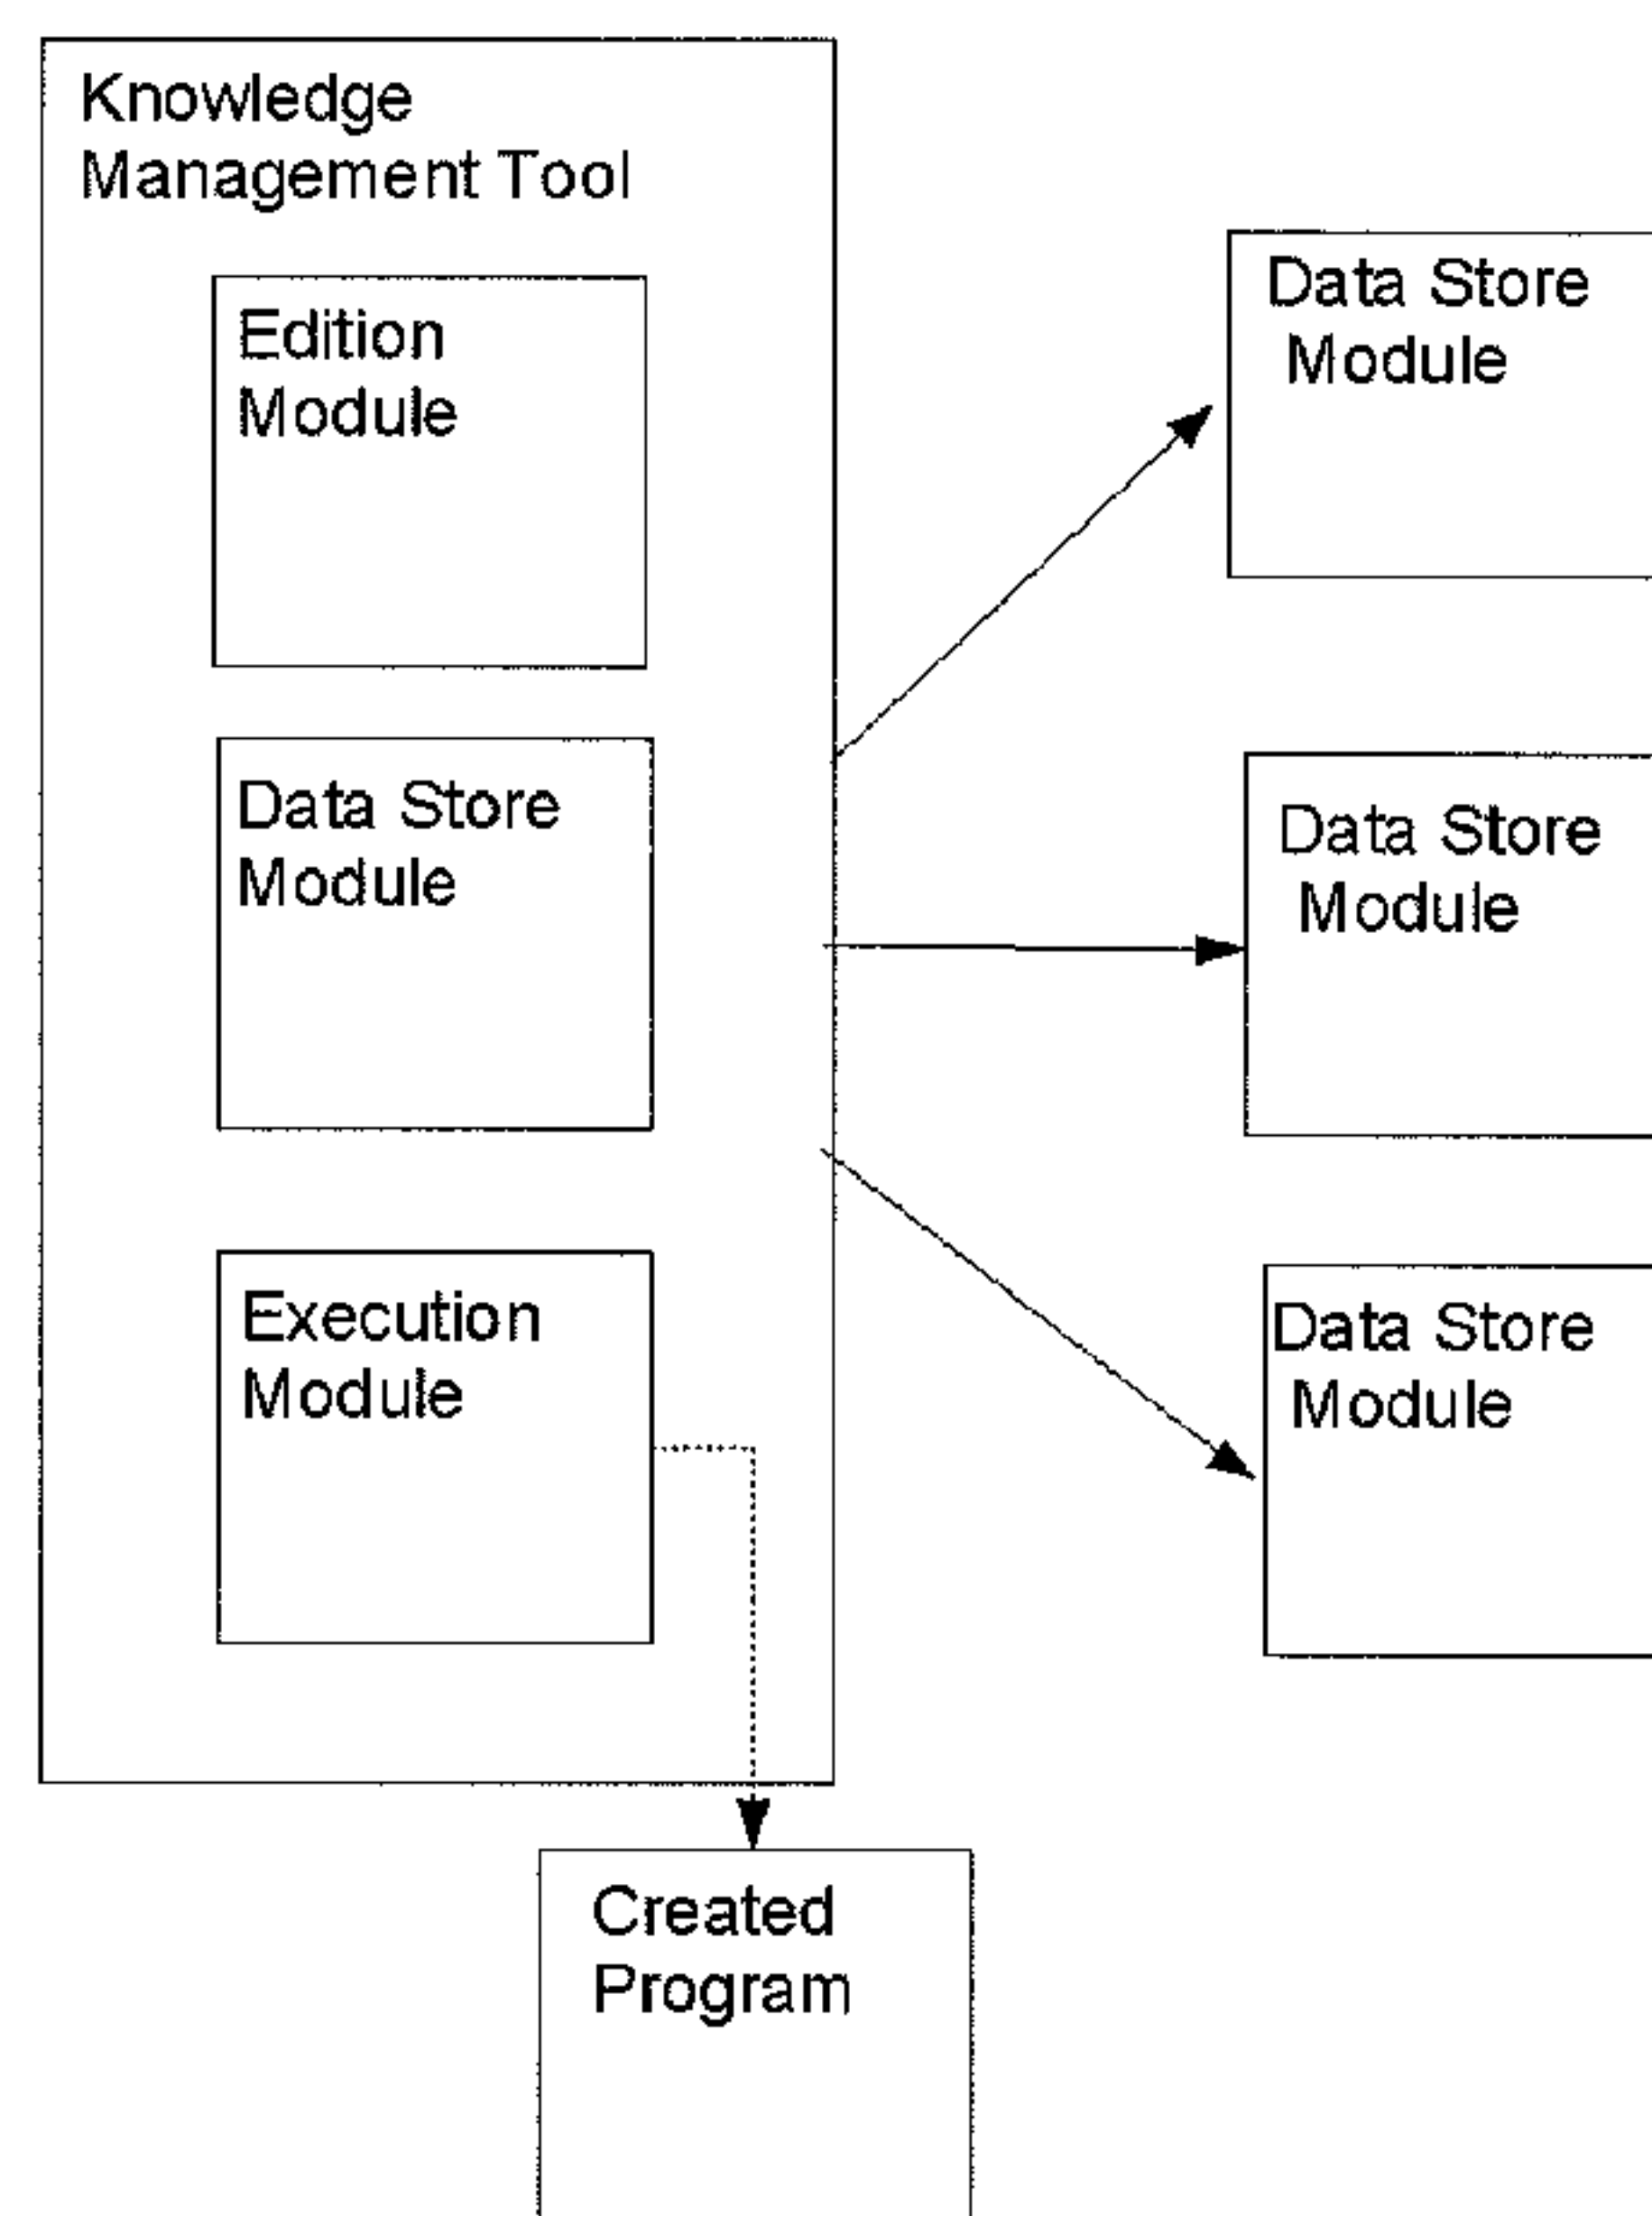 Knowledge
Management Tool
Edition
Module
Data Store
Module
Execution
Module
Data Store
Module
Data Store
Module
Data Store
Module
Created
Program